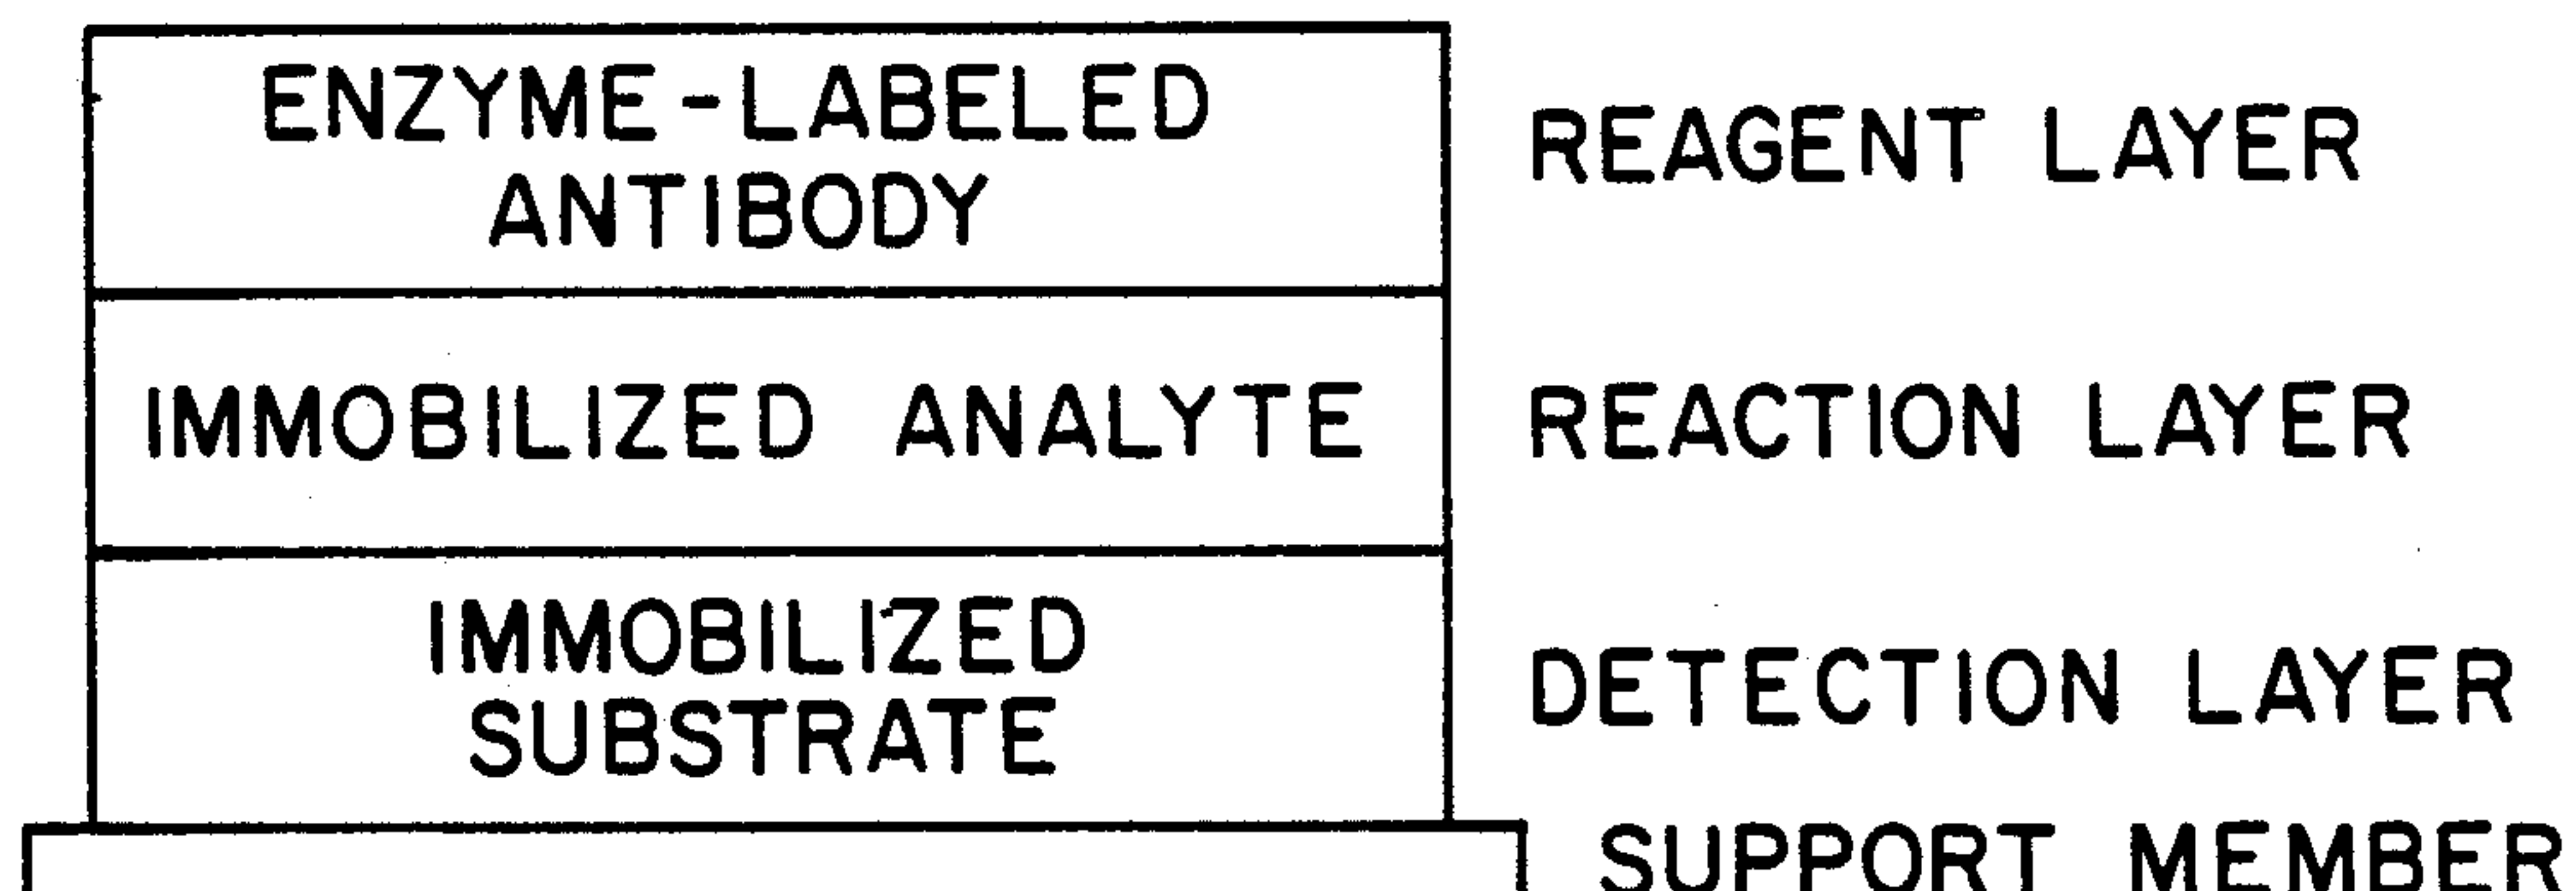 ENZYME-LABELED
ANTIBODY
REAGENT LAYER
IMMOBILIZED ANALYTE
REACTION LAYER
IMMOBILIZED
SUBSTRATE
DETECTION LAYER
SUPPORT MEMBER